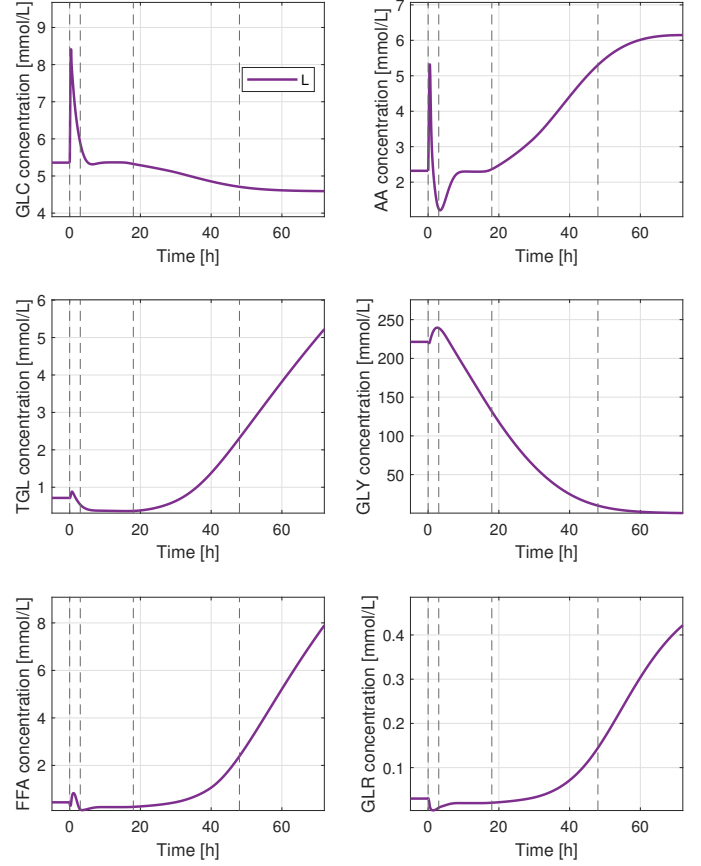 GLC concentration [mmol/L]
9
8
7
6
5
4
L
0 20 40 60
Time [h]
AA concentration [mmol/L]
7
6
5
4
3
2
0 20 40 60
Time [h]
TGL concentration [mmol/L]
6
5
4
3
2
1
0 20 40 60
Time [h]
GLY concentration [mmol/L]
250
200
150
100
50
0 20 40 60
Time [h]
FFA concentration [mmol/L]
8
6
4
2
0 20 40 60
Time [h]
GLR concentration [mmol/L]
0.4
0.3
0.2
0.1
0 20 40 60
Time [h]